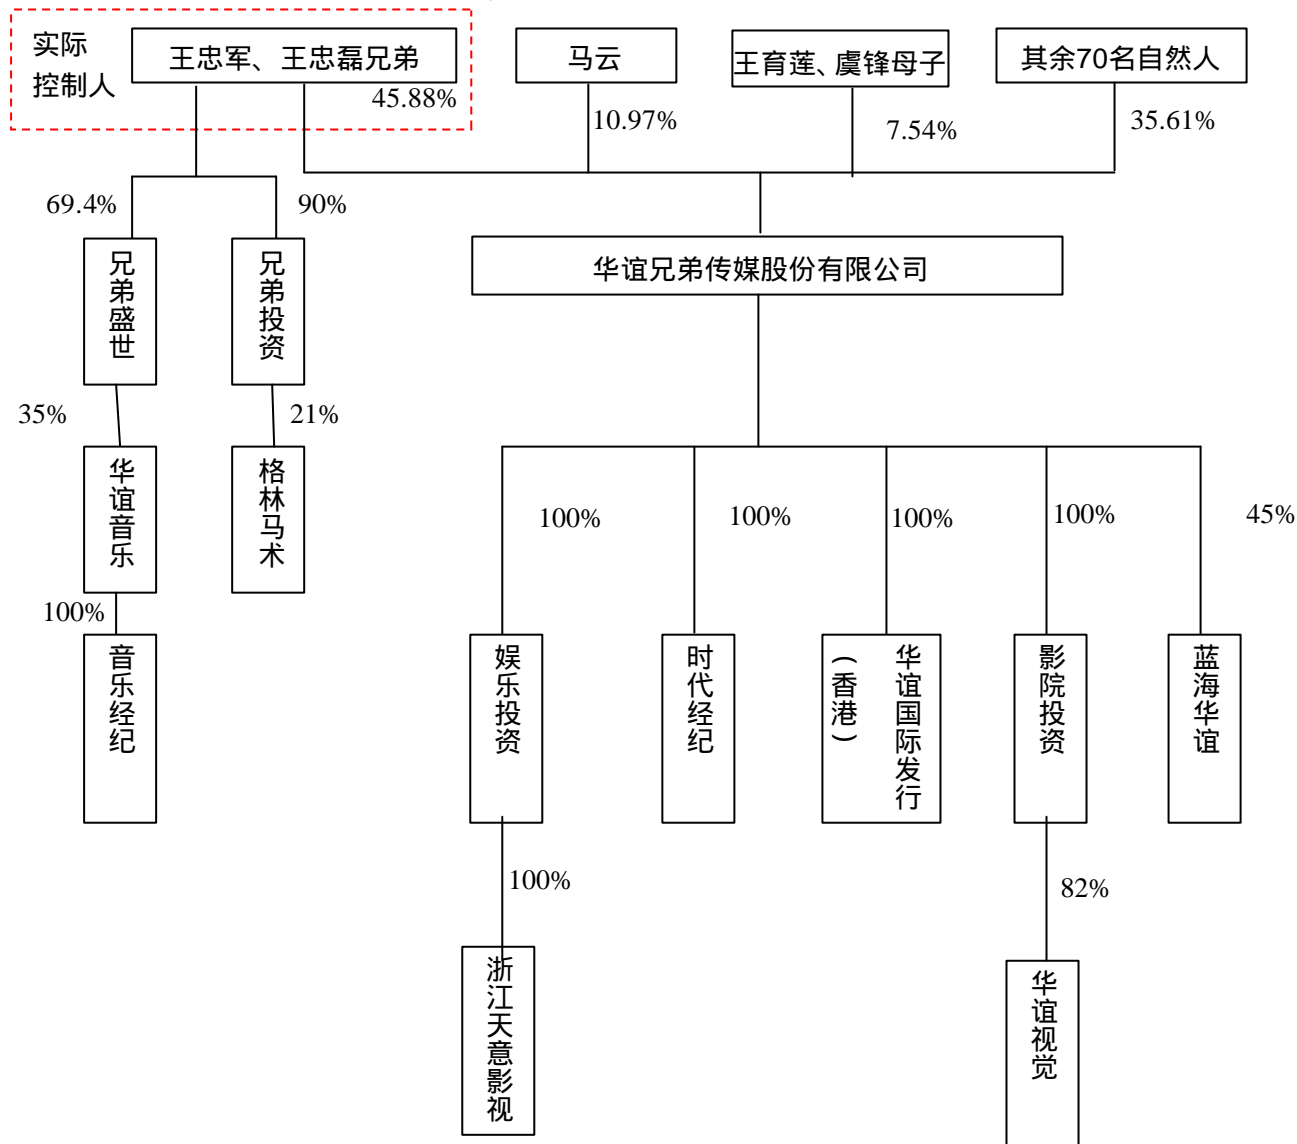 实际
控制人
王忠军、王忠磊兄弟
马云
王育莲、虞锋母子
其余70名自然人
45.88%
10.97%
7.54%
35.61%
69.4%
90%
兄弟盛世
兄弟投资
华谊兄弟传媒股份有限公司
35%
21%
华谊音乐
格林马术
100%
100%
100%
100%
45%
100%
音乐经纪
娱乐投资
时代经纪
华谊国际发行
(香港)
影院投资
蓝海华谊
100%
82%
浙江天意影视
华谊视觉